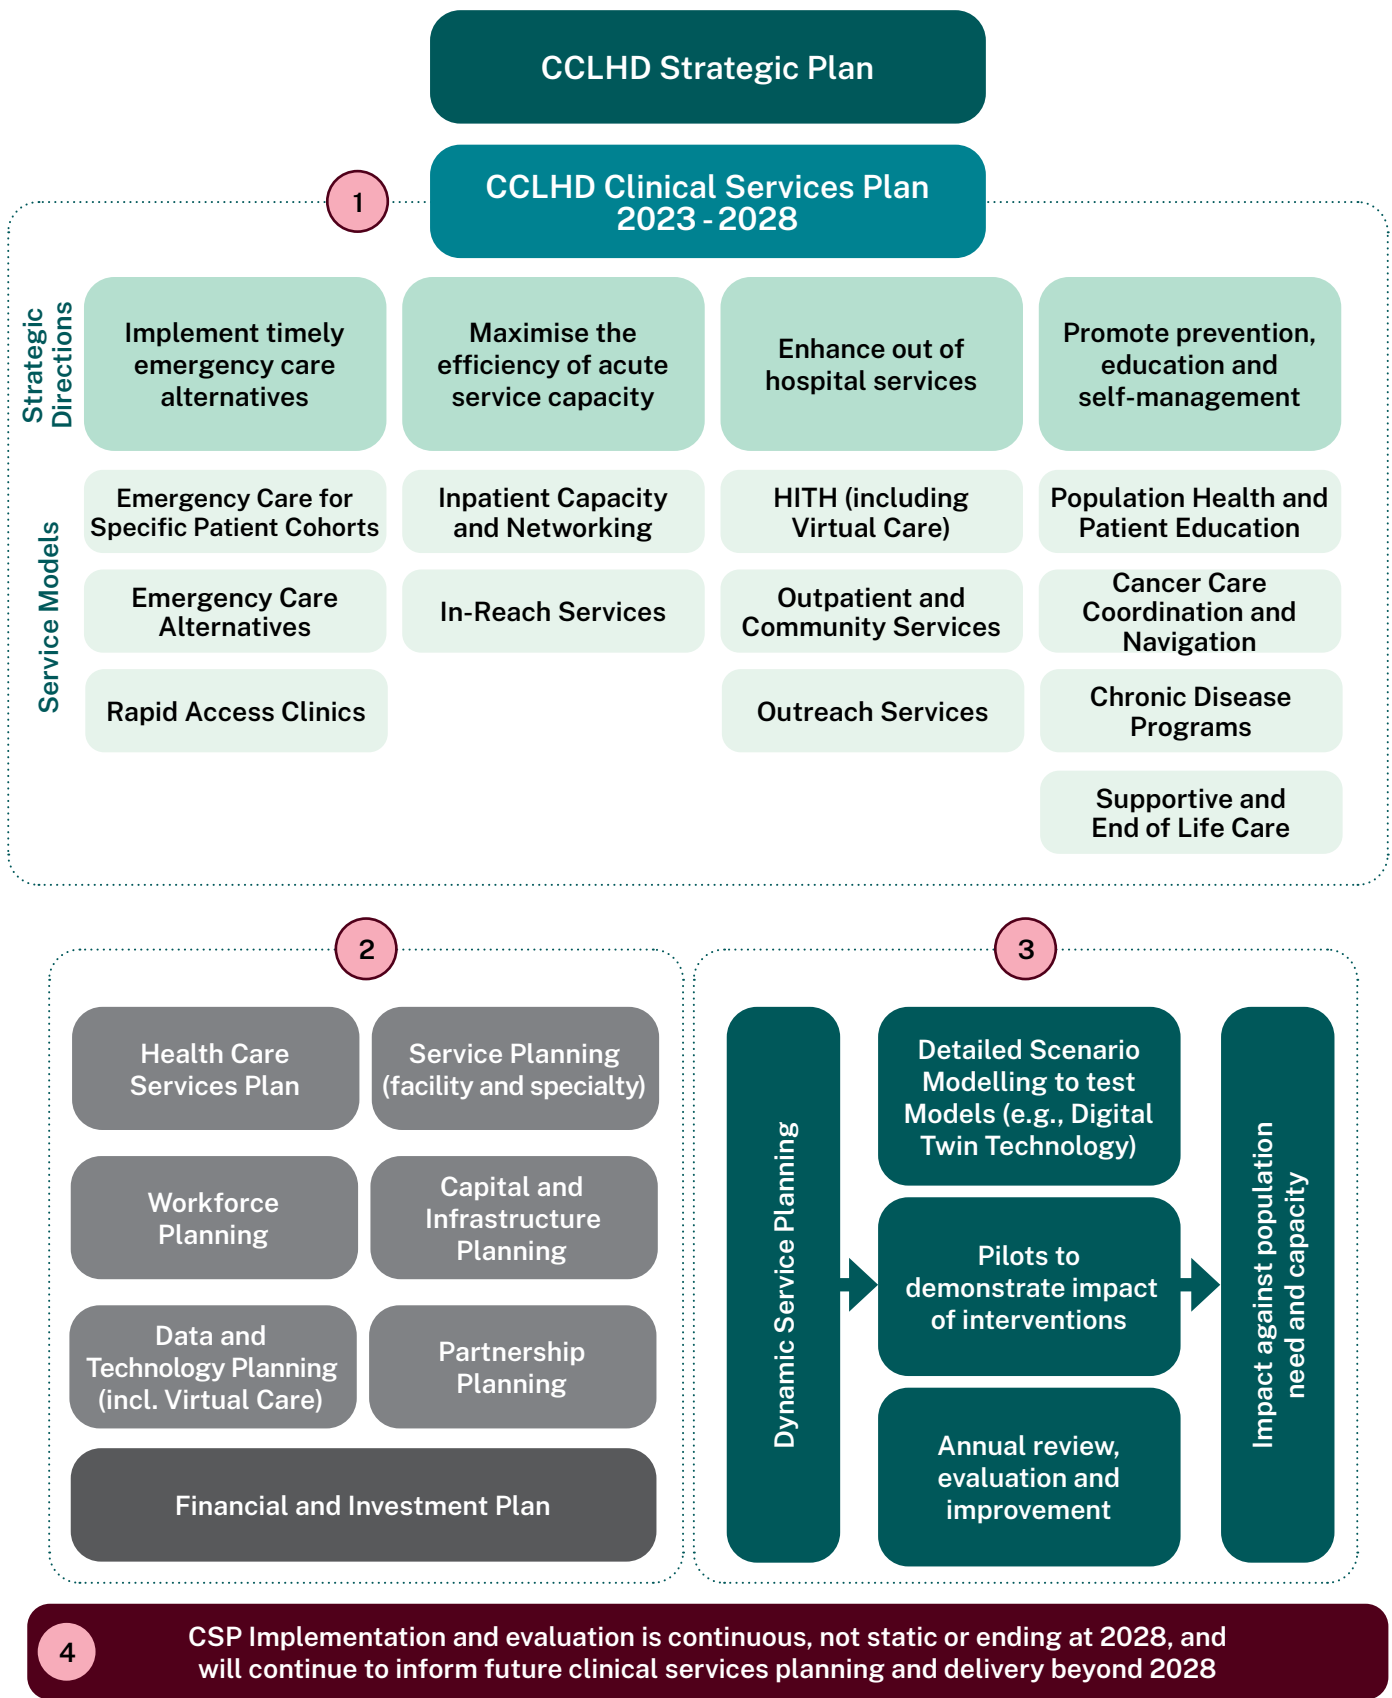 CCLHD Strategic Plan
1
CCLHD Clinical Services Plan
2023 - 2028
Strategic
Directions
Implement timely
emergency care
alternatives
Maximise the
efficiency of acute
service capacity
Enhance out of
hospital services
Promote prevention,
education and
self-management
Service Models
Emergency Care for
Specific Patient Cohorts
Inpatient Capacity
and Networking
HITH (including
Virtual Care)
Population Health and
Patient Education
Emergency Care
Alternatives
In-Reach Services
Outpatient and
Community Services
Cancer Care
Coordination and
Navigation
Rapid Access Clinics
Outreach Services
Chronic Disease
Programs
Supportive and
End of Life Care
2
Health Care
Services Plan
Service Planning
(facility and specialty)
Workforce
Planning
Capital and
Infrastructure
Planning
Data and
Technology Planning
(incl. Virtual Care)
Partnership
Planning
Financial and Investment Plan
3
Dynamic Service Planning
Detailed Scenario
Modelling to test
Models (e.g., Digital
Twin Technology)
Pilots to
demonstrate impact
of interventions
Annual review,
evaluation and
improvement
Impact against population
need and capacity
4
CSP Implementation and evaluation is continuous, not static or ending at 2028, and
will continue to inform future clinical services planning and delivery beyond 2028